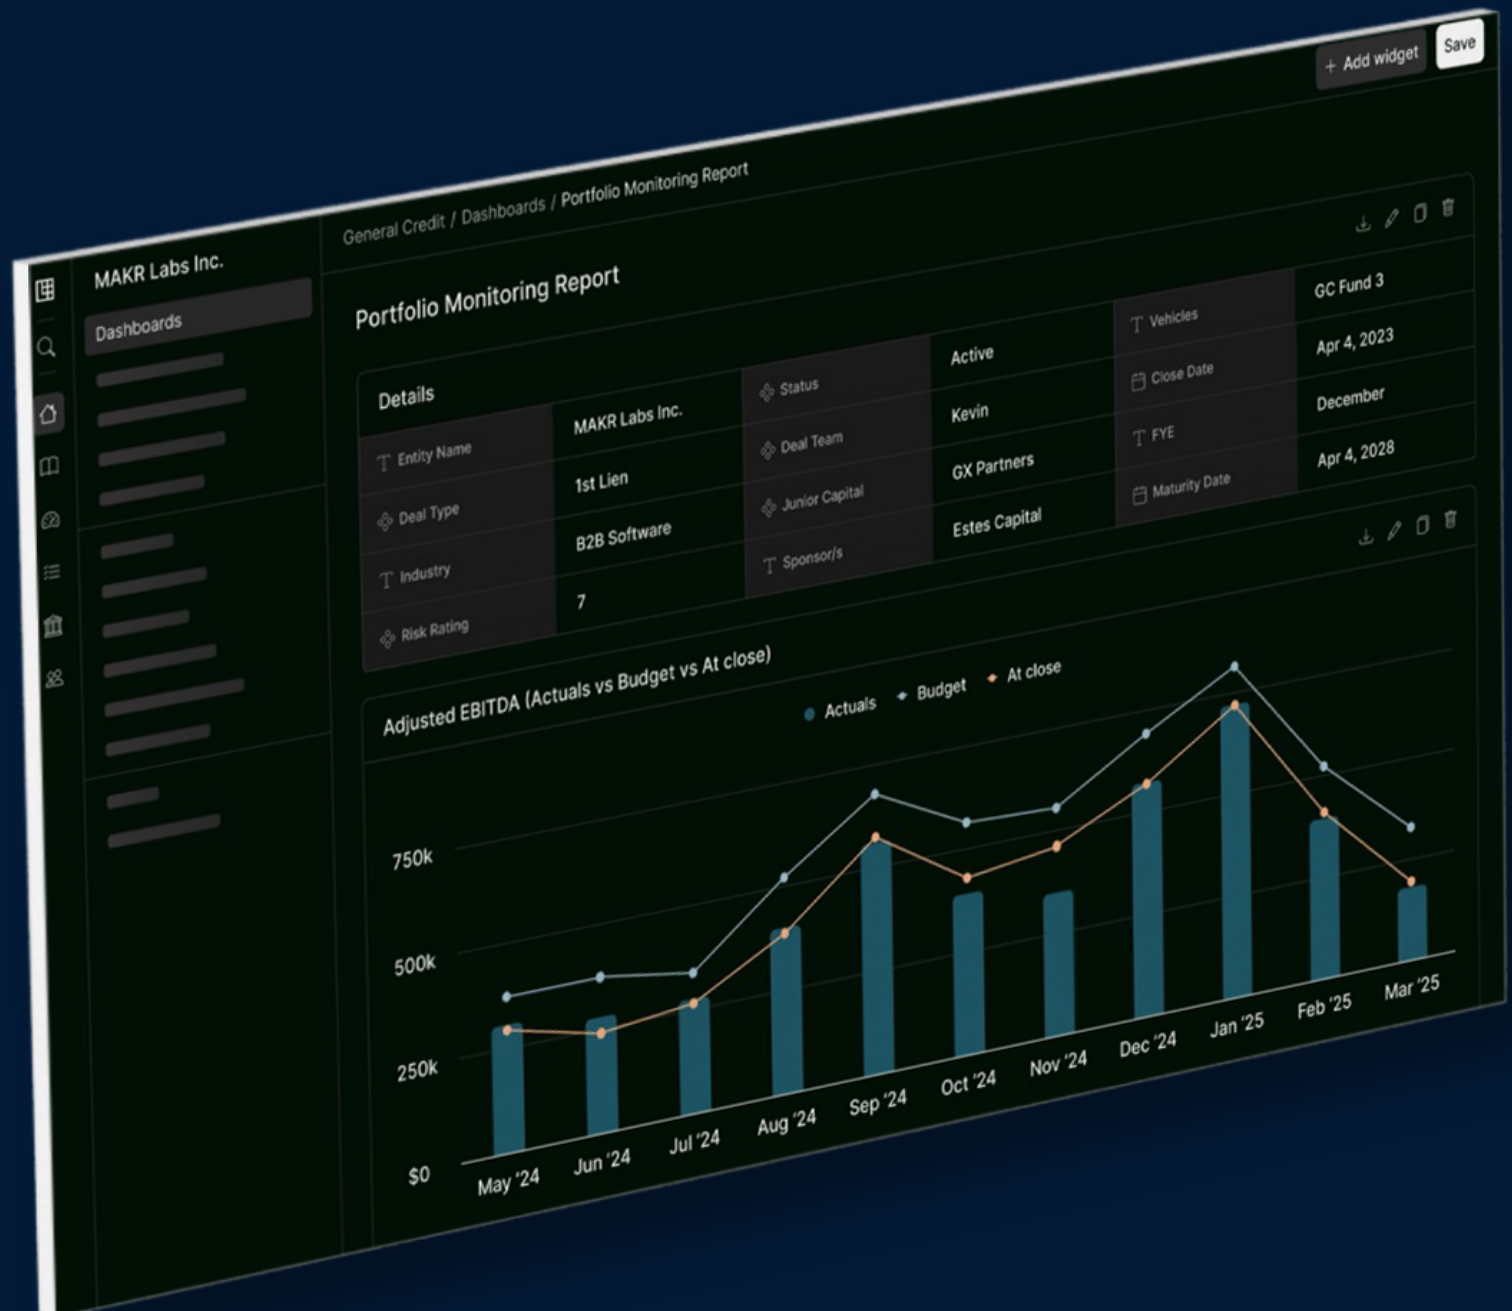 + Add widget
Save
MAKR Labs Inc.
Dashboards
General Credit / Dashboards / Portfolio Monitoring Report
Portfolio Monitoring Report
Details
Entity Name
MAKR Labs Inc.
Status
Active
Vehicles
GC Fund 3
Deal Type
1st Lien
Deal Team
Kevin
Close Date
Apr 4, 2023
Industry
B2B Software
Junior Capital
GX Partners
FYE
December
Risk Rating
7
Sponsor/s
Estes Capital
Maturity Date
Apr 4, 2028
Adjusted EBITDA (Actuals vs Budget vs At close)
Actuals
Budget
At close
750k
500k
250k
$0
May '24
Jun '24
Jul '24
Aug '24
Sep '24
Oct '24
Nov '24
Dec '24
Jan '25
Feb '25
Mar '25